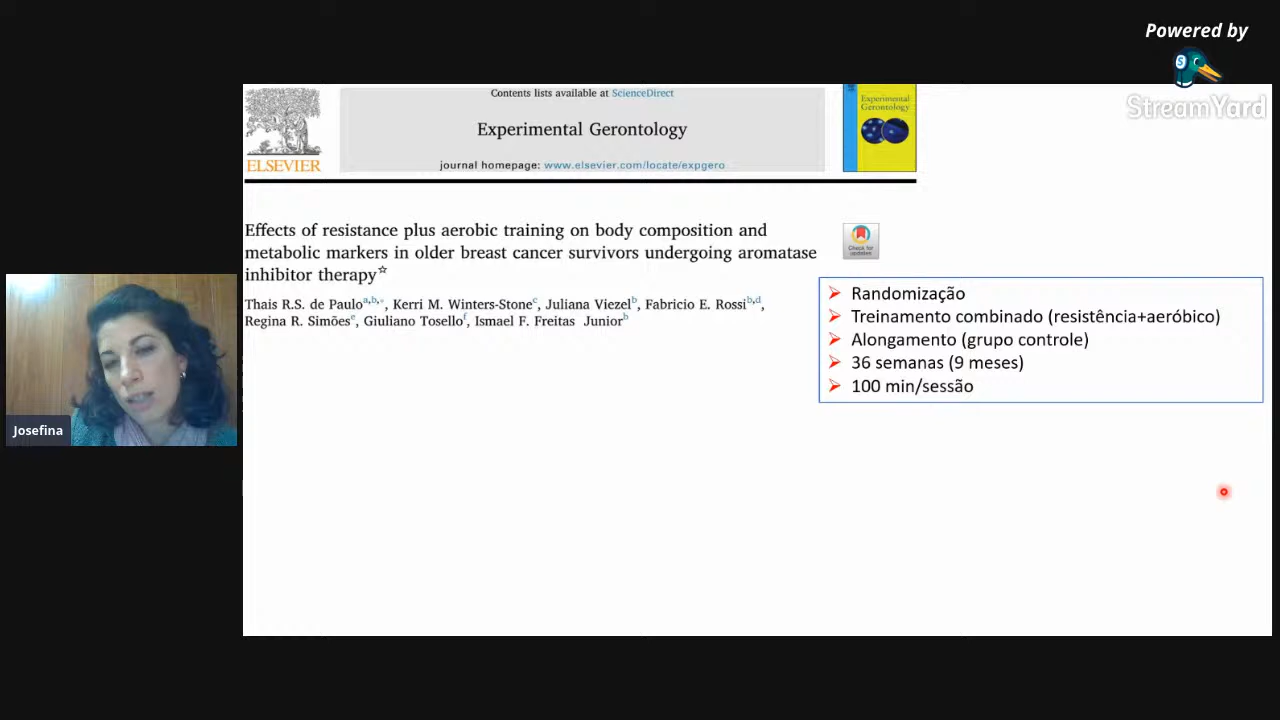 Powered by
StreamYard
Contents lists available at ScienceDirect
Experimental Gerontology
journal homepage: www.elsevier.com/locate/expgero
ELSEVIER
Experimental
Gerontology
Effects of resistance plus aerobic training on body composition and
metabolic markers in older breast cancer survivors undergoing aromatase
inhibitor therapy☆
Check for
updates
Thais R.S. de Paulo a,b,*, Kerri M. Winters-Stone c, Juliana Viezel b, Fabricio E. Rossi b,d,
Regina R. Simões e, Giuliano Tosello f, Ismael F. Freitas Junior b
➢ Randomização
➢ Treinamento combinado (resistência+aeróbico)
➢ Alongamento (grupo controle)
➢ 36 semanas (9 meses)
➢ 100 min/sessão
Josefina